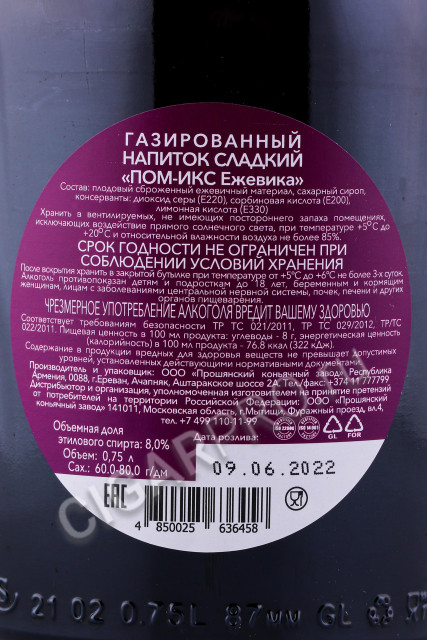 ГАЗИРОВАННЫЙ
НАПИТОК СЛАДКИЙ
«ПОМ-ИКС Ежевика»
Состав: плодовый сброженный ежевичный материал, сахарный сироп,
консерванты: диоксид серы (Е220), сорбиновая кислота (Е200),
лимонная кислота (Е330)
Хранить в вентилируемых, не имеющих постороннего запаха помещениях,
исключающих воздействие прямого солнечного света, при температуре +5°С до
+20°С и относительной влажности воздуха не более 85%.
СРОК ГОДНОСТИ НЕ ОГРАНИЧЕН ПРИ
СОБЛЮДЕНИИ УСЛОВИЙ ХРАНЕНИЯ
После вскрытия хранить в закрытой бутылке при температуре от +5°С до +6°С не более 3-х суток.
Алкоголь противопоказан детям и подросткам до 18 лет, беременным и кормящим
женщинам, лицам с заболеваниями центральной нервной системы, почек, печени и других
органов пищеварения.
ЧРЕЗМЕРНОЕ УПОТРЕБЛЕНИЕ АЛКОГОЛЯ ВРЕДИТ ВАШЕМУ ЗДОРОВЬЮ
Соответствует требованиям безопасности ТР ТС 021/2011, ТР ТС 029/2012, ТР/ТС
022/2011. Пищевая ценность в 100 мл продукта: углеводы - 8 г, энергетическая ценность
(калорийность) в 100 мл продукта - 76.8 ккал (322 кДж).
Содержание в продукции вредных для здоровья веществ не превышает допустимых
уровней, установленных действующими нормативными документами.
Производитель и упаковщик: ООО «Прошянский коньячный завод» Республика
Армения, 0088, г.Ереван, Ачапняк, Аштаракское шоссе 2А. Тел./факс:+374 11 777799
Дистрибьютор и организация, уполномоченная изготовителем на принятие претензий
от потребителей на территории Российской Федерации: ООО «Прошянский
коньячный завод» 141011, Московская область, г.Мытищи, Фуражный проезд, вл.4,
тел. +7 499 110-11-99
Объемная доля
этилового спирта: 8,0%
Объем: 0,75 л
Сах.: 60.0-80.0 г/дм
Дата розлива:
ISO 22000
ISO 14001
GL
FOR
09.06.2022
EAC
4 850025 636458
CIGARPRO.RU
21 02 0.75L 87мм GL